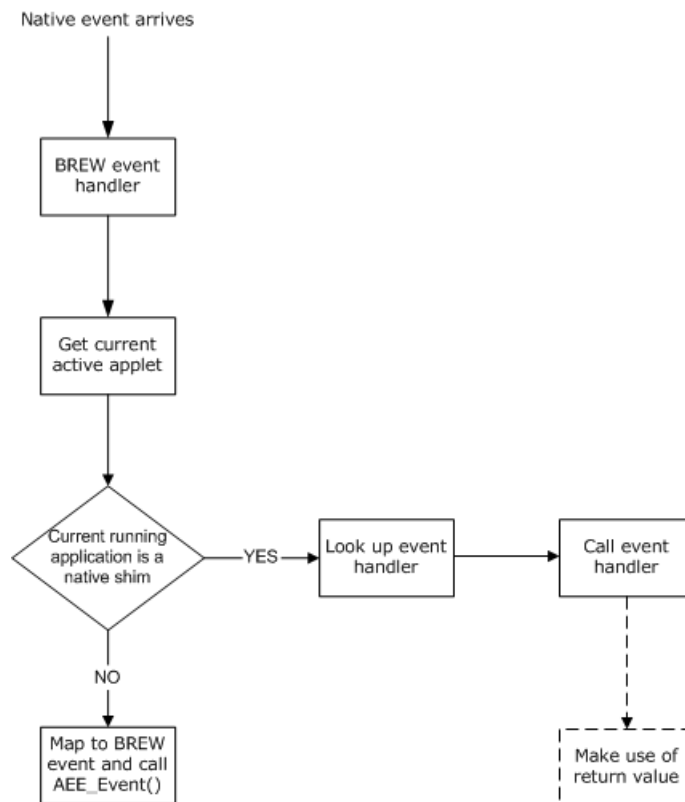 Native event arrives
BREW event
handler
Get current
active applet
Current running
application is a
native shim
YES
Look up event
handler
Call event
handler
NO
Map to BREW
event and call
AEE_Event()
Make use of
return value